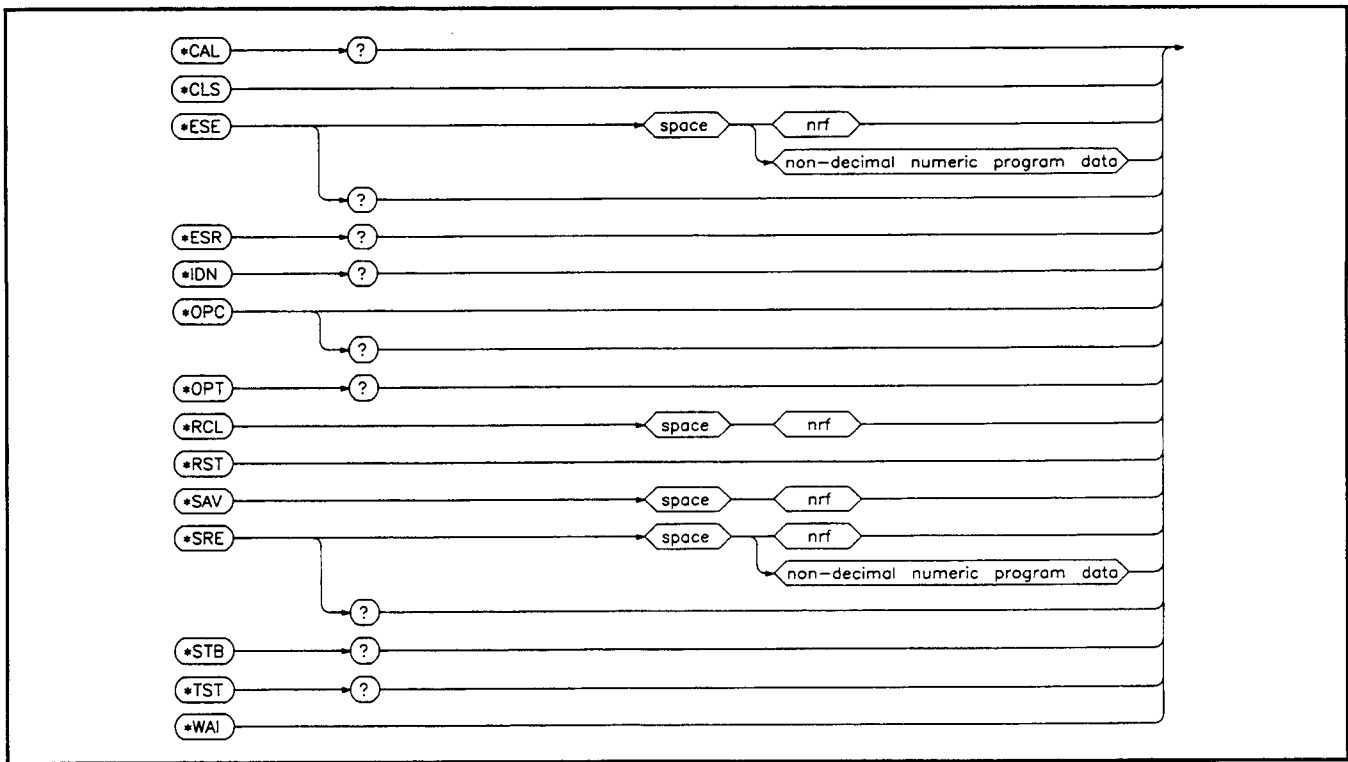 *CAL ?
*CLS
*ESE space nrf
non-decimal numeric program data
?
*ESR ?
*IDN ?
*OPC
?
*OPT ?
*RCL space nrf
*RST
*SAV space nrf
*SRE space nrf
non-decimal numeric program data
?
*STB ?
*TST ?
*WAI